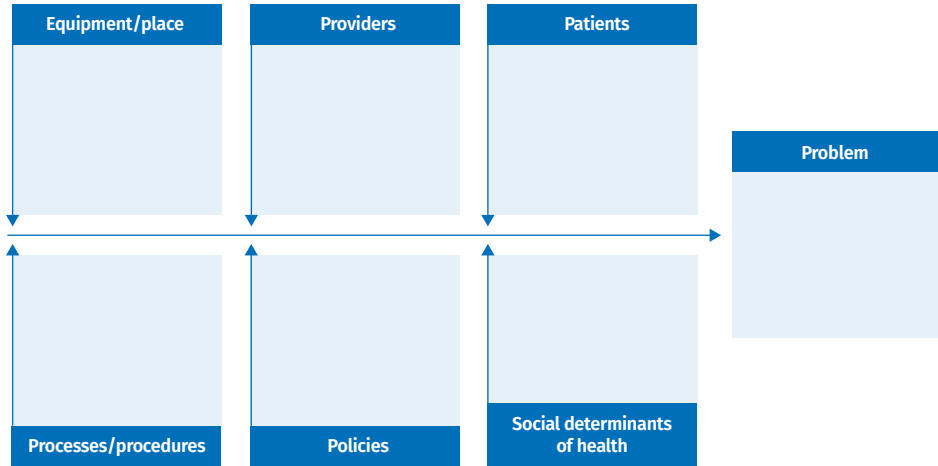 Equipment/place
Providers
Patients
Problem
Processes/procedures
Policies
Social determinants
of health